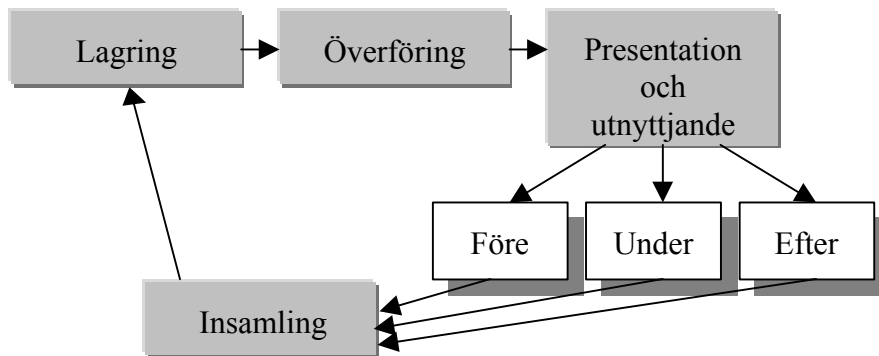 Lagring
Överföring
Presentation
och
utnyttjande
Före
Under
Efter
Insamling